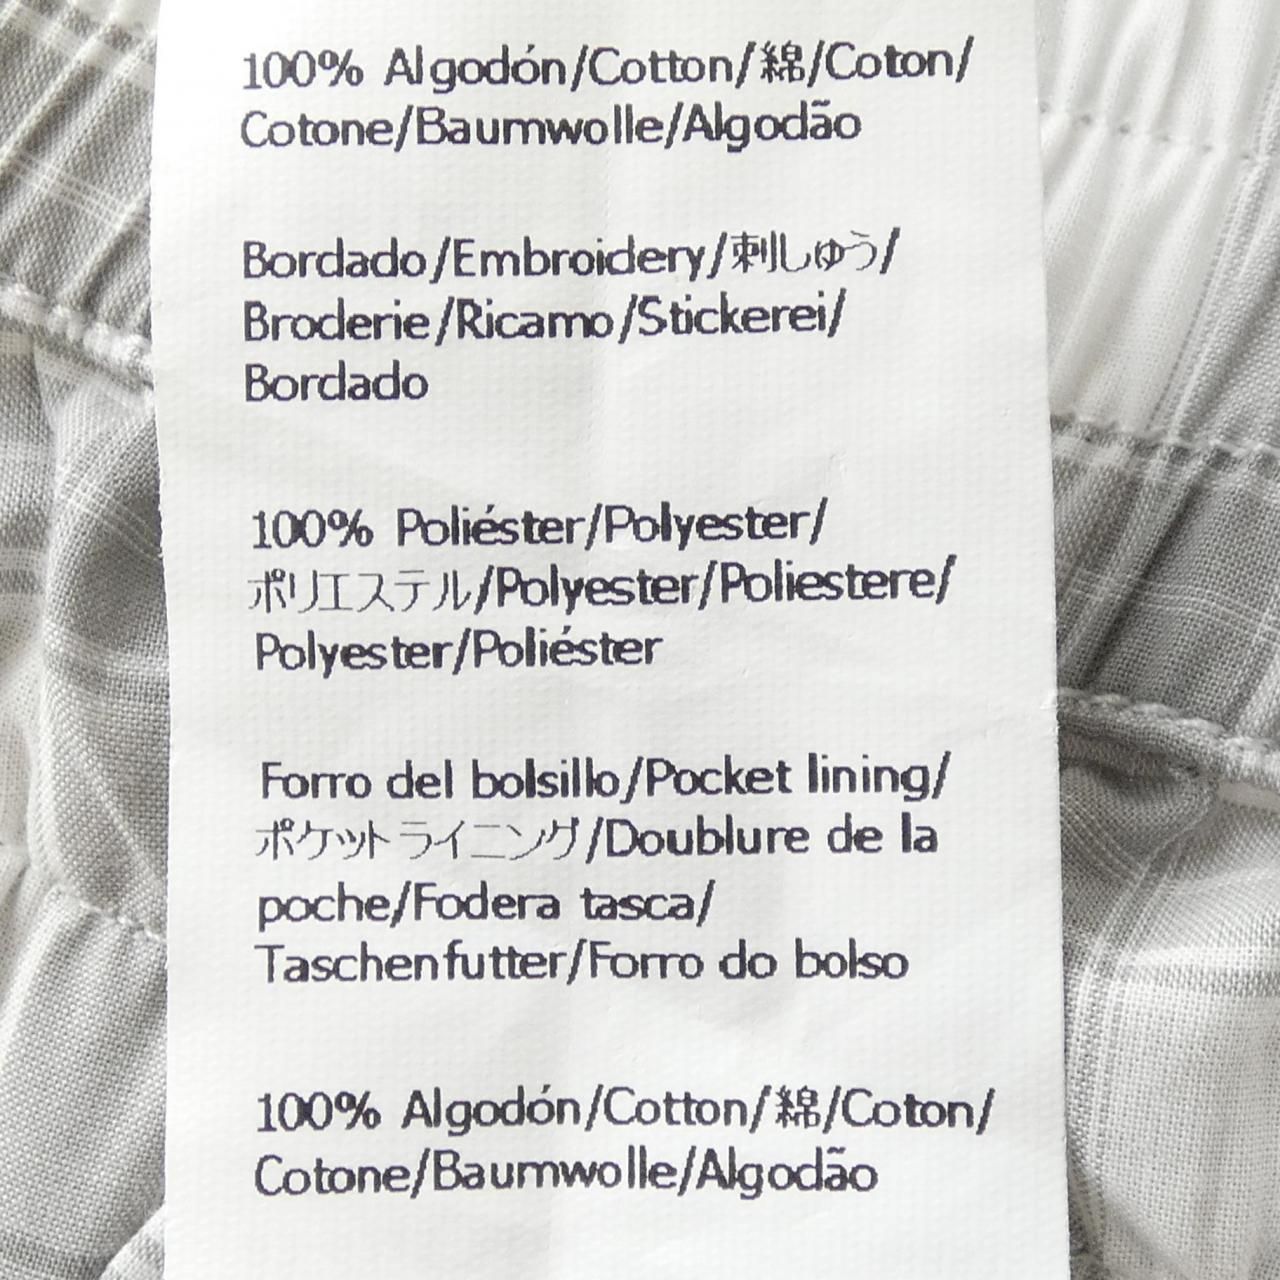 100% Algodón/Cotton/綿/Coton/
Cotone/Baumwolle/Algodão
Bordado/Embroidery/刺しゅう/
Broderie/Ricamo/Stickerei/
Bordado
100% Poliéster/Polyester/
ポリエステル/Polyester/Poliestere/
Polyester/Poliéster
Forro del bolsillo/Pocket lining/
ポケットライニング/Doublure de la
poche/Fodera tasca/
Taschenfutter/Forro do bolso
100% Algodón/Cotton/綿/Coton/
Cotone/Baumwolle/Algodão